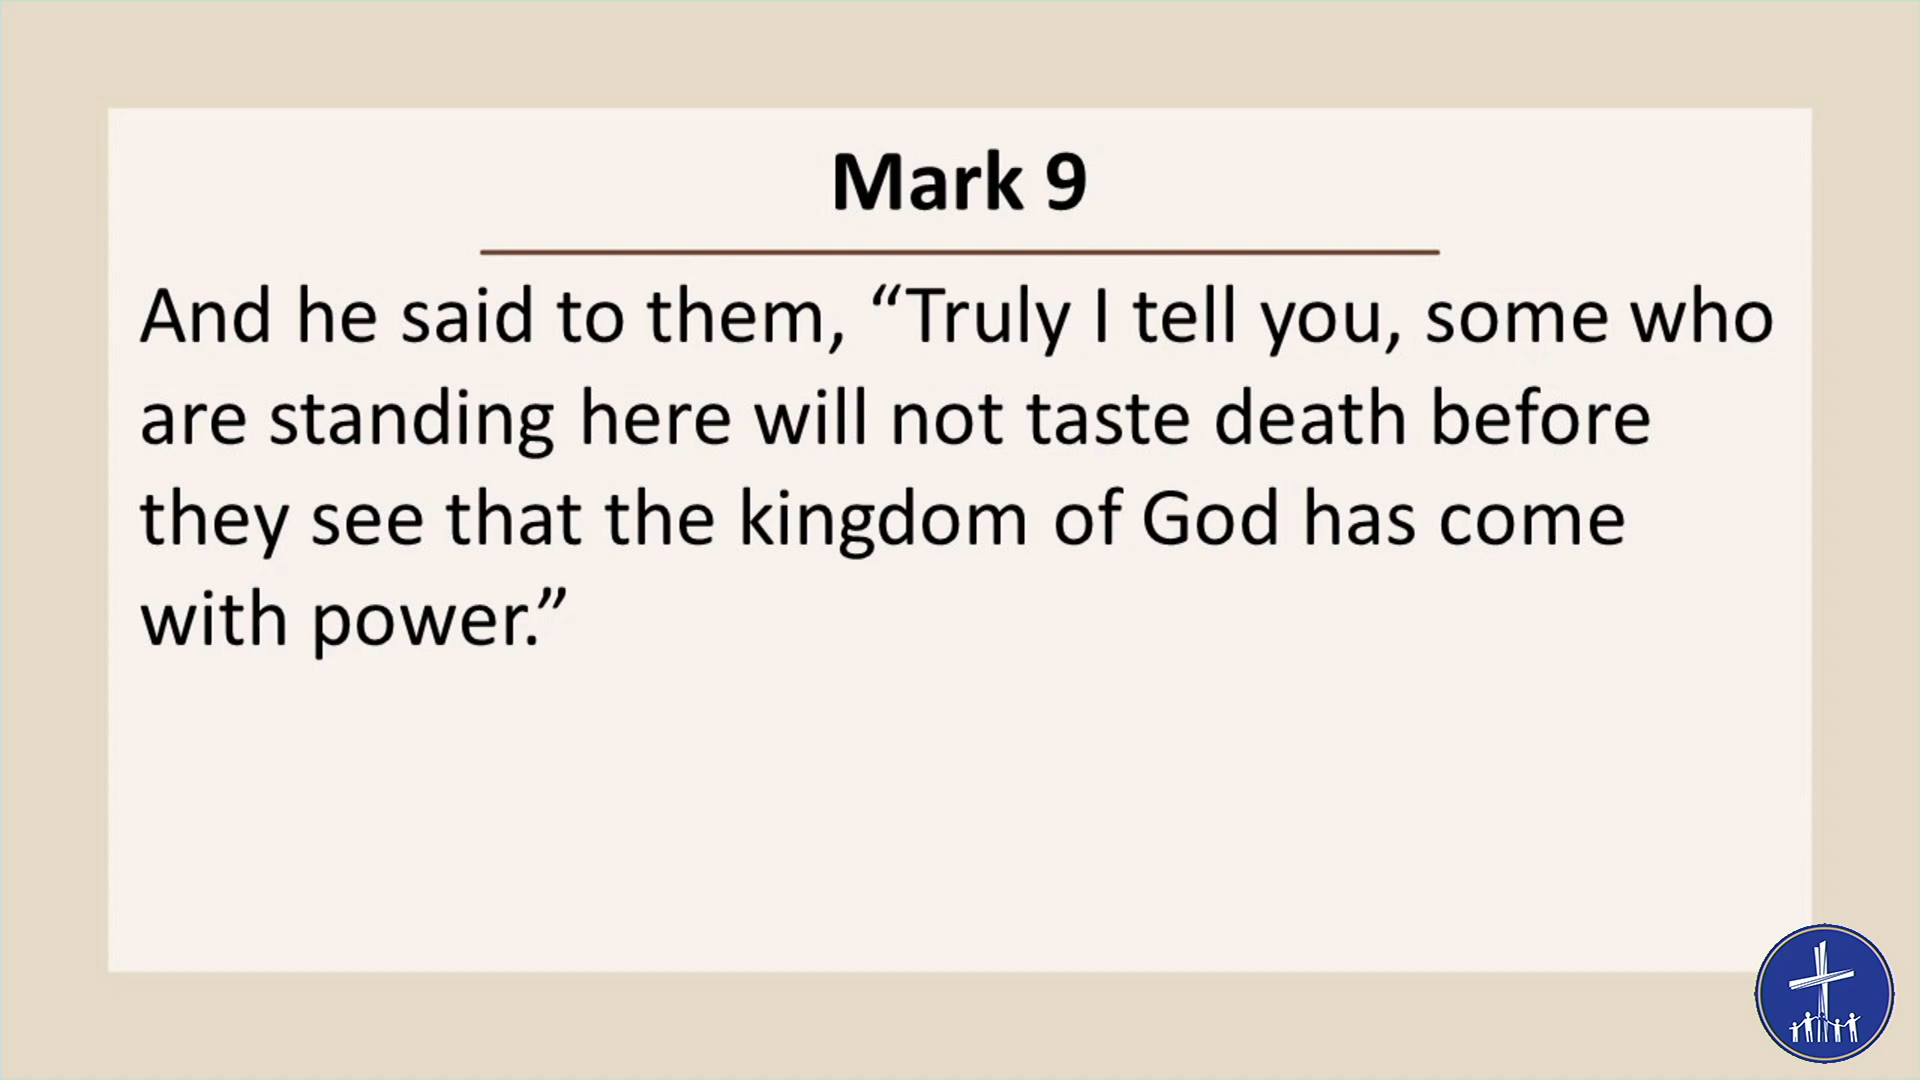 Mark 9
And he said to them, “Truly I tell you, some who
are standing here will not taste death before
they see that the kingdom of God has come
with power.”